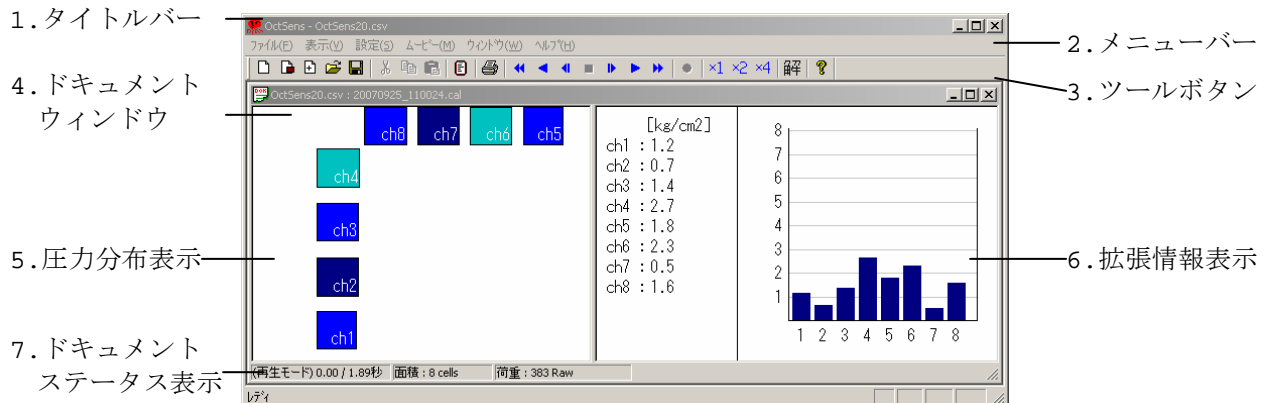 1.タイトルバー
OctSens - OctSens20.csv
ファイル(F) 表示(V) 設定(S) ムービー(M) ウィンドウ(W) ヘルプ(H)
2.メニューバー
×1 ×2 ×4 解 ?
3.ツールボタン
4.ドキュメント
ウィンドウ
OctSens20.csv : 20070925_110024.cal
ch8 ch7 ch6 ch5
ch4
ch3
ch2
ch1
[kg/cm2]
ch1 : 1.2
ch2 : 0.7
ch3 : 1.4
ch4 : 2.7
ch5 : 1.8
ch6 : 2.3
ch7 : 0.5
ch8 : 1.6
8
7
6
5
4
3
2
1
1 2 3 4 5 6 7 8
5.圧力分布表示
6.拡張情報表示
7.ドキュメント
ステータス表示
(再生モード) 0.00 / 1.89秒 面積 : 8 cells 荷重 : 383 Raw
レディ